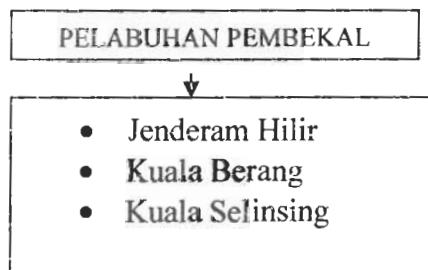 PELABUHAN PEMBEKAL
• Jenderam Hilir
• Kuala Berang
• Kuala Selinsing